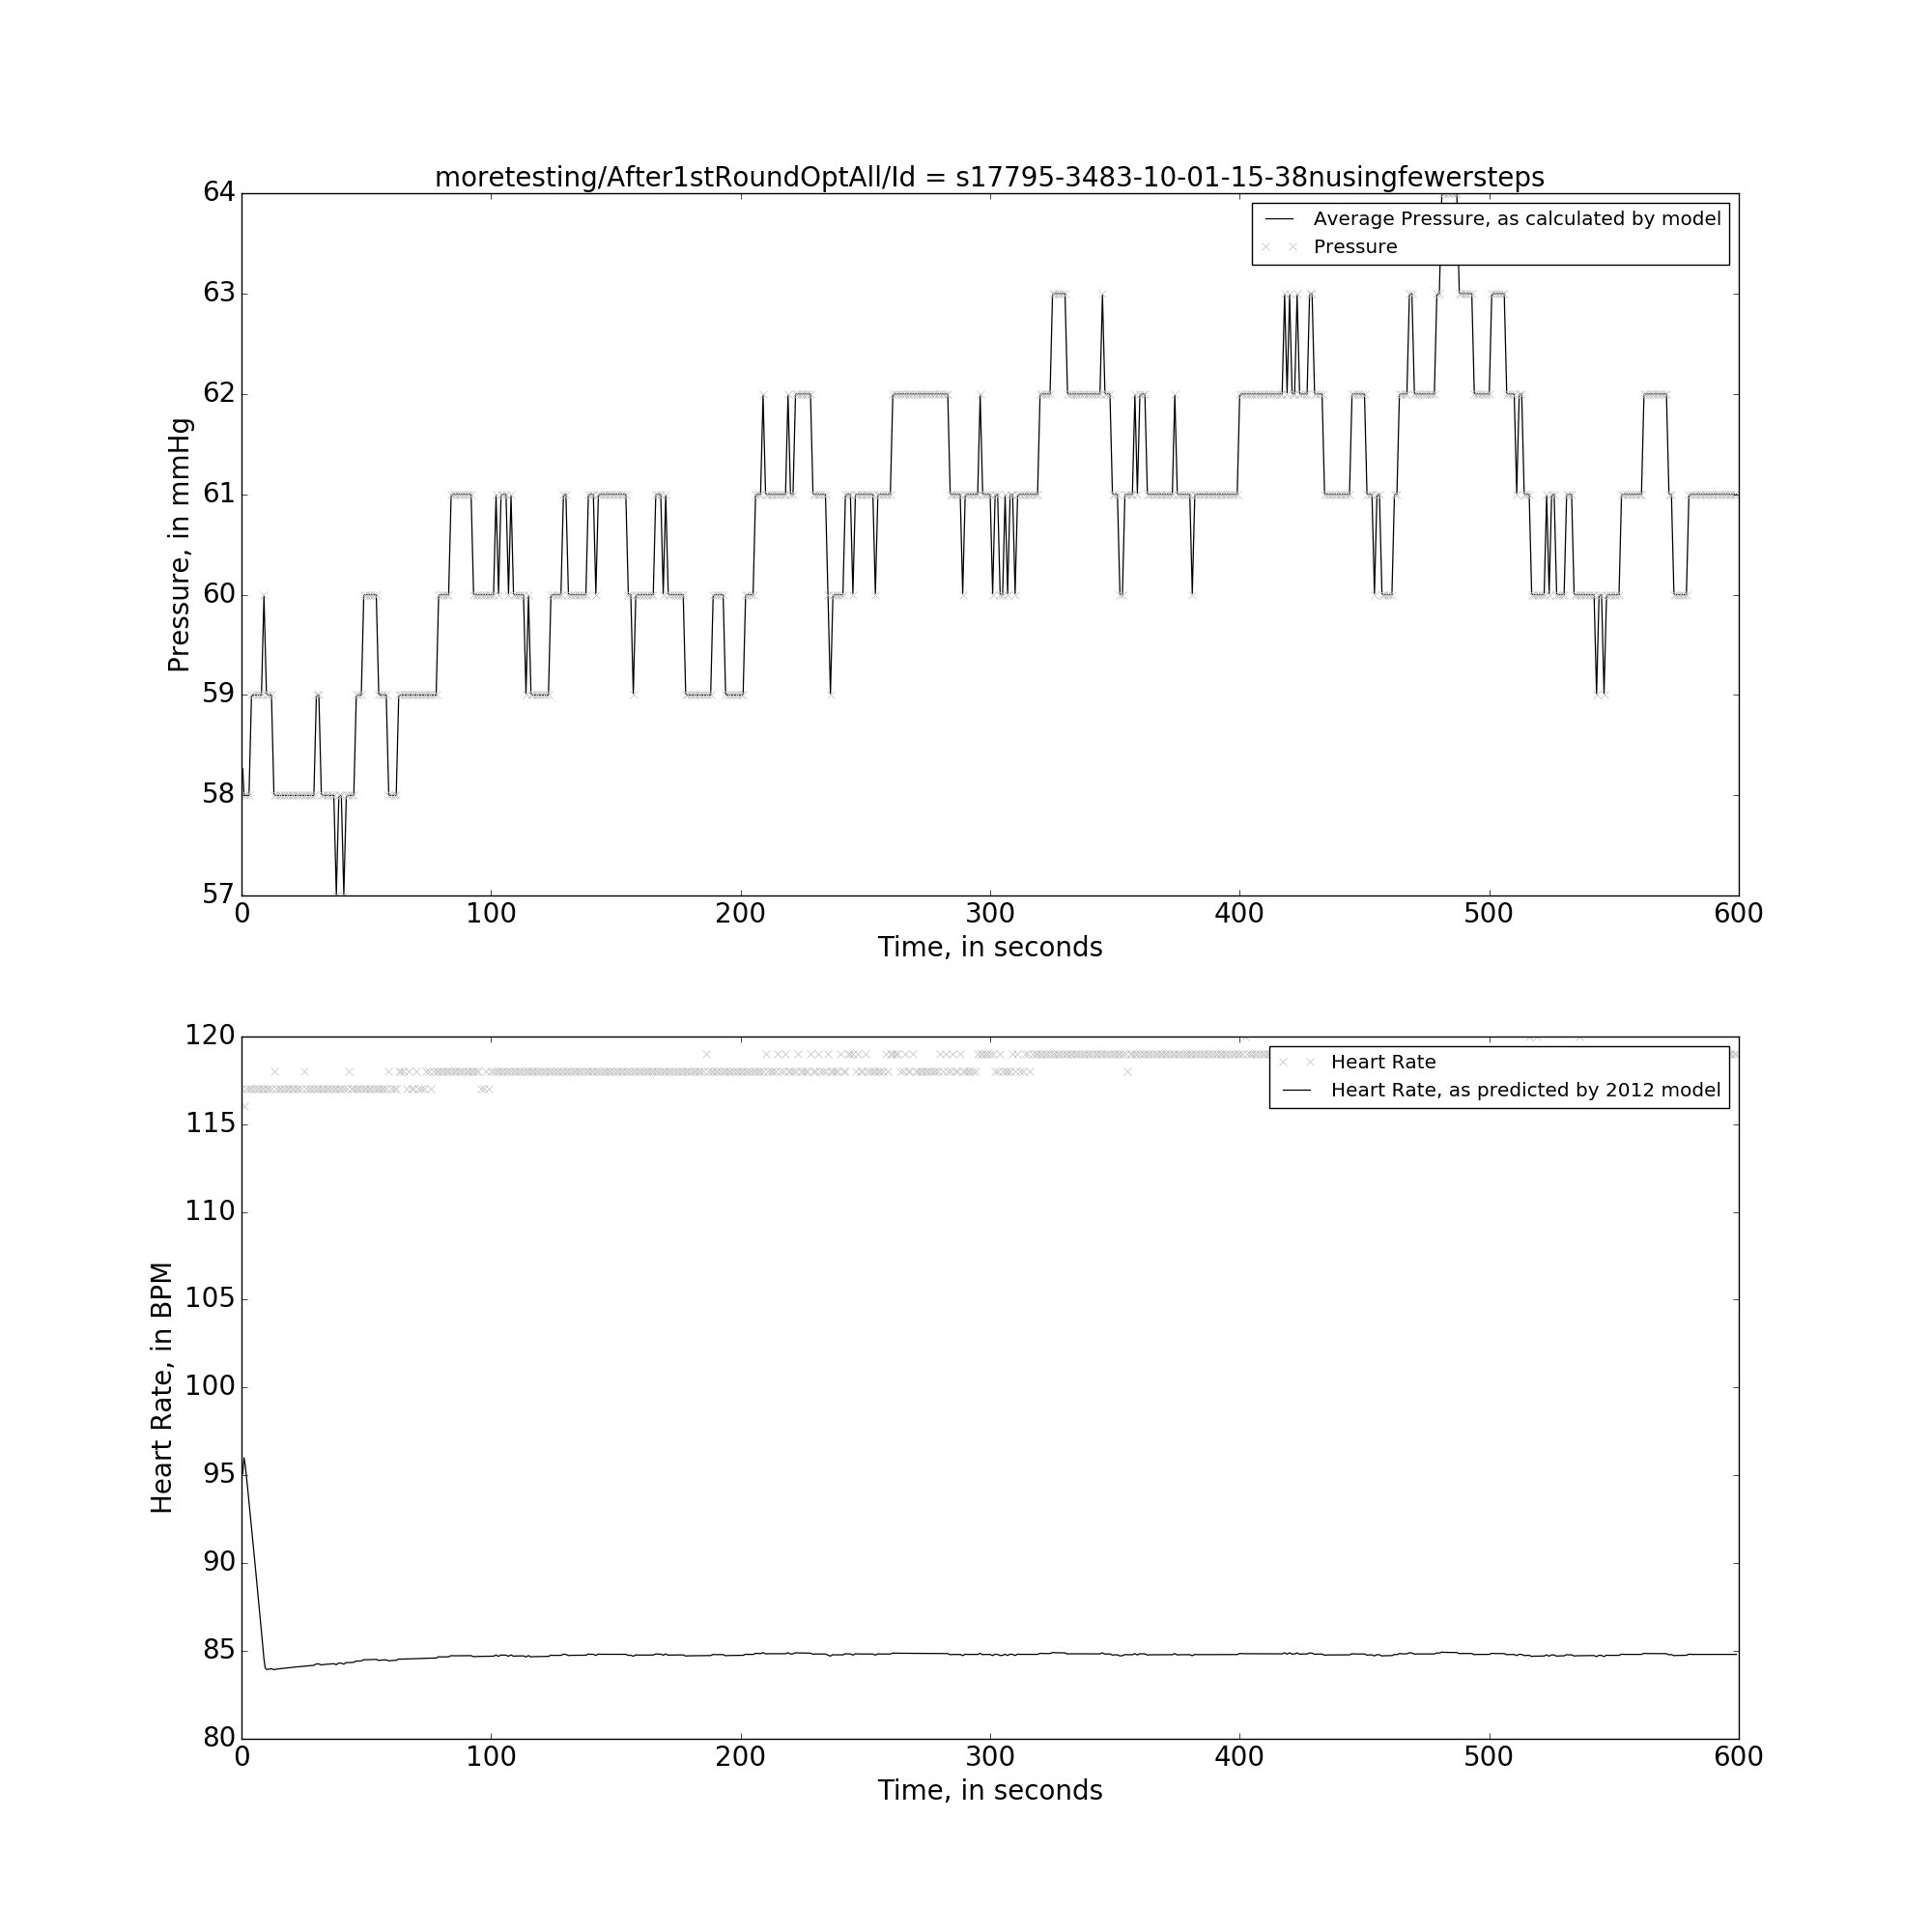 moretesting/After1stRoundOptAll/Id = s17795-3483-10-01-15-38nusingfewersteps
64
63
62
61
60
59
58
57
Pressure, in mmHg
Average Pressure, as calculated by model
Pressure
0 100 200 300 400 500 600
Time, in seconds
120
115
110
105
100
95
90
85
80
Heart Rate, in BPM
Heart Rate
Heart Rate, as predicted by 2012 model
0 100 200 300 400 500 600
Time, in seconds